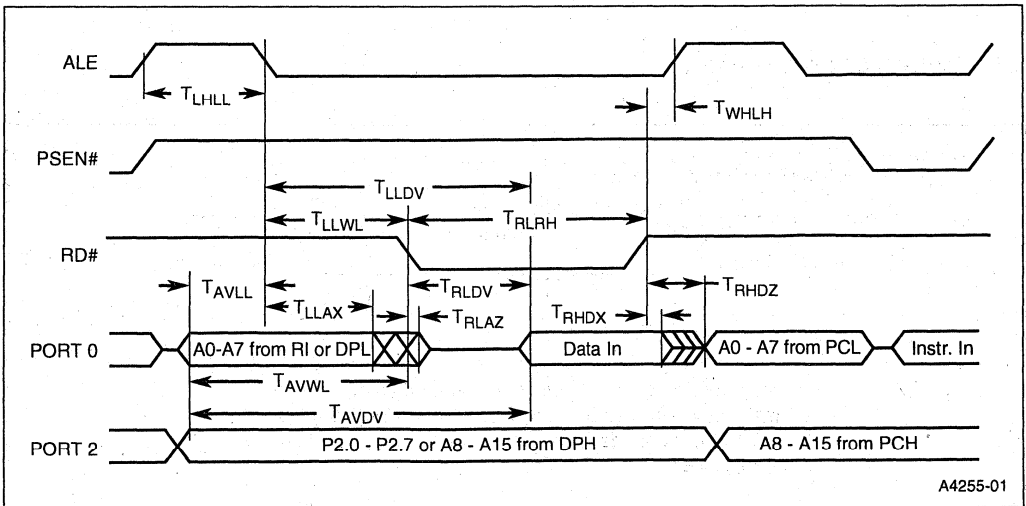 ALE
T_LHLL
T_WHLH
PSEN#
T_LLDV
T_LLWL
T_RLRH
RD#
T_AVLL
T_RLDV
T_RHDZ
T_LLAX
T_RLAZ
T_RHDX
PORT 0
A0-A7 from RI or DPL
Data In
A0 - A7 from PCL
Instr. In
T_AVWL
T_AVDV
PORT 2
P2.0 - P2.7 or A8 - A15 from DPH
A8 - A15 from PCH
A4255-01